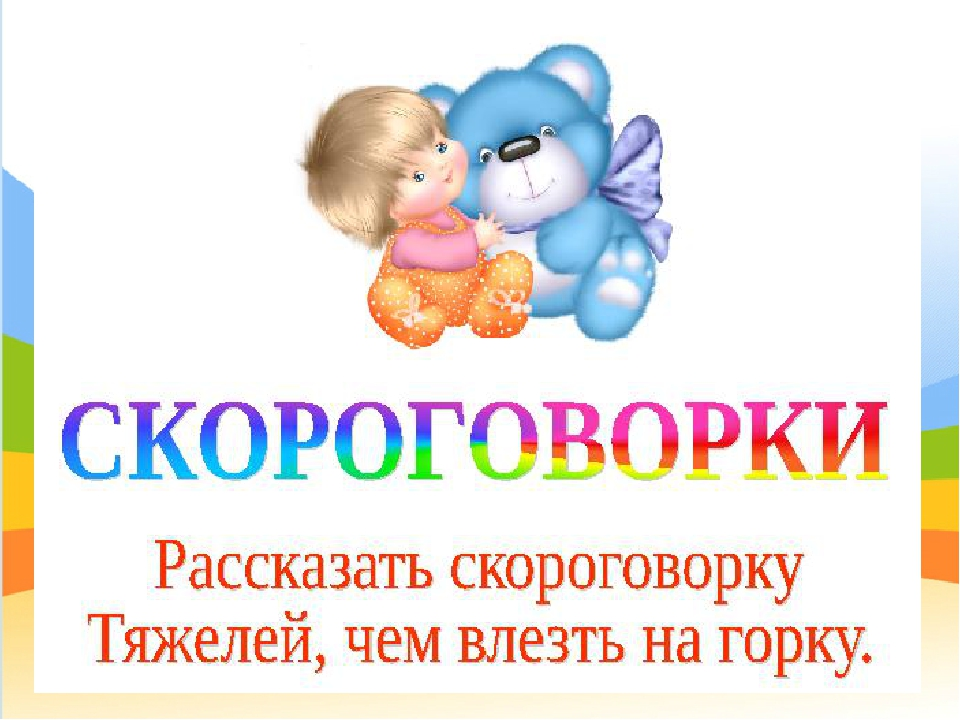 СКОРОГОВОРКИ
Рассказать скороговорку
Тяжелей, чем влезть на горку.